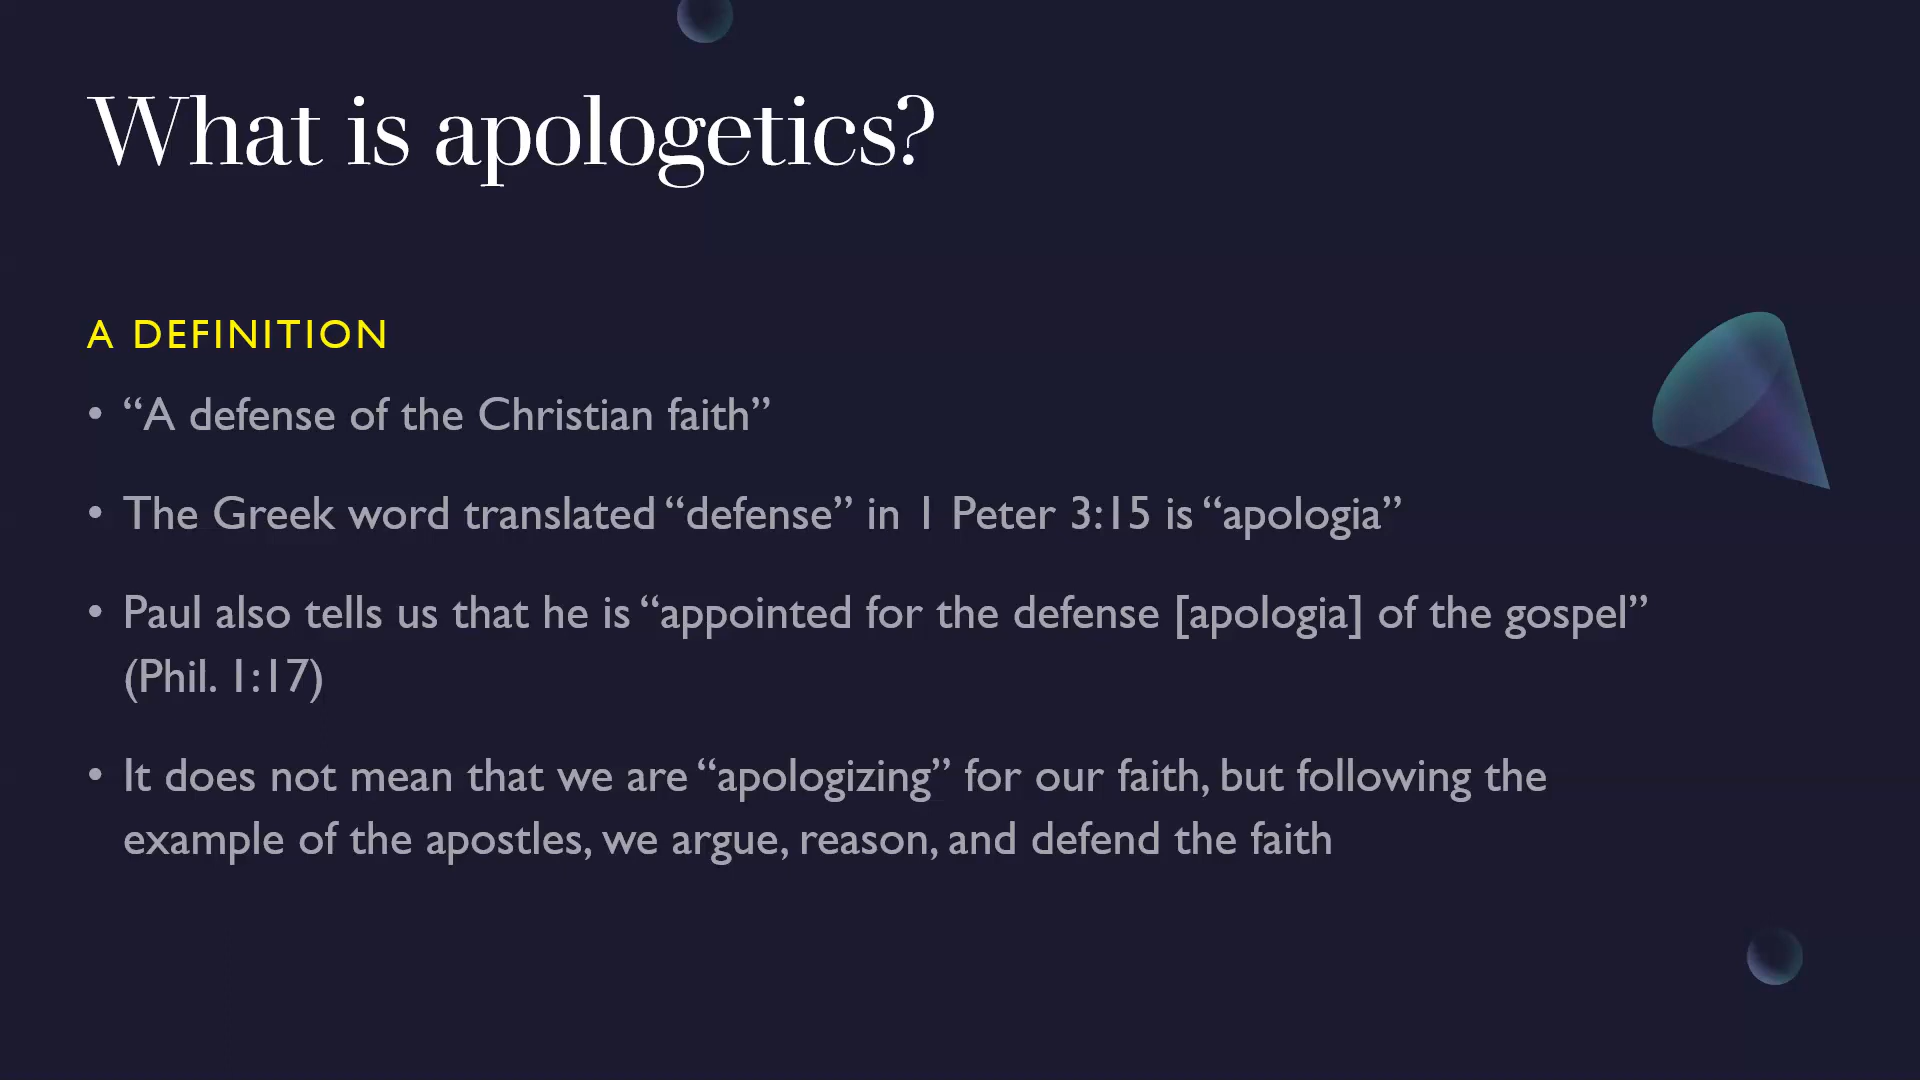 What is apologetics?
A DEFINITION
• “A defense of the Christian faith”
• The Greek word translated “defense” in 1 Peter 3:15 is “apologia”
• Paul also tells us that he is “appointed for the defense [apologia] of the gospel”
(Phil. 1:17)
• It does not mean that we are “apologizing” for our faith, but following the
example of the apostles, we argue, reason, and defend the faith